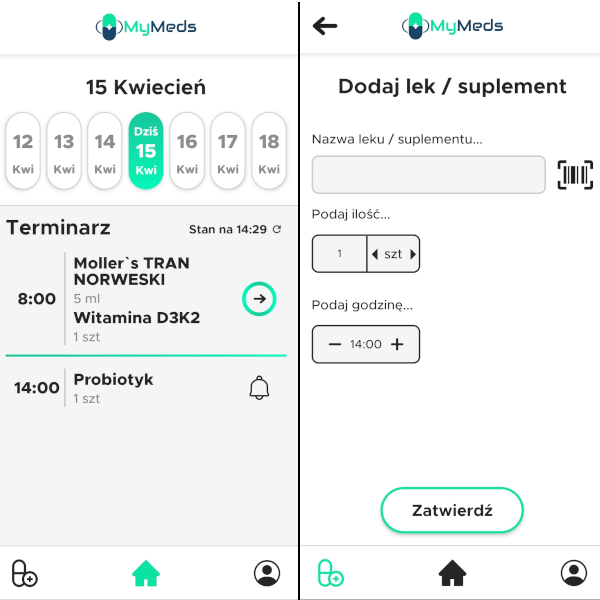 MyMeds
15 Kwiecień
12 Kwi
13 Kwi
14 Kwi
Dziś 15 Kwi
16 Kwi
17 Kwi
18 Kwi
Terminarz
Stan na 14:29
8:00
Moller`s TRAN
NORWESKI
5 ml
Witamina D3K2
1 szt
14:00
Probiotyk
1 szt
MyMeds
Dodaj lek / suplement
Nazwa leku / suplementu...
Podaj ilość...
1 szt
Podaj godzinę...
14:00
Zatwierdź